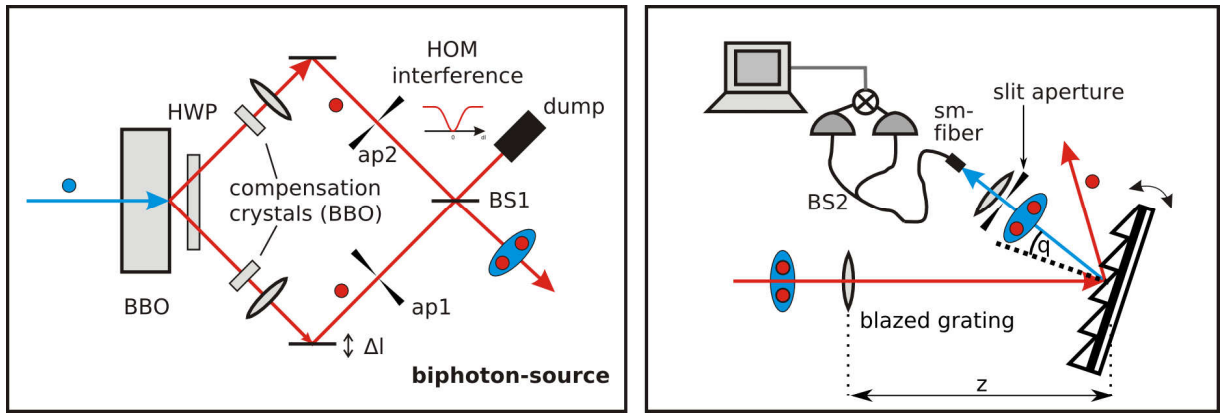 HOM
interference
HWP
dump
ap2
0
compensation
crystals (BBO)
BS1
BBO
ap1
Δl
biphoton-source
slit aperture
sm-
fiber
BS2
q
blazed grating
z